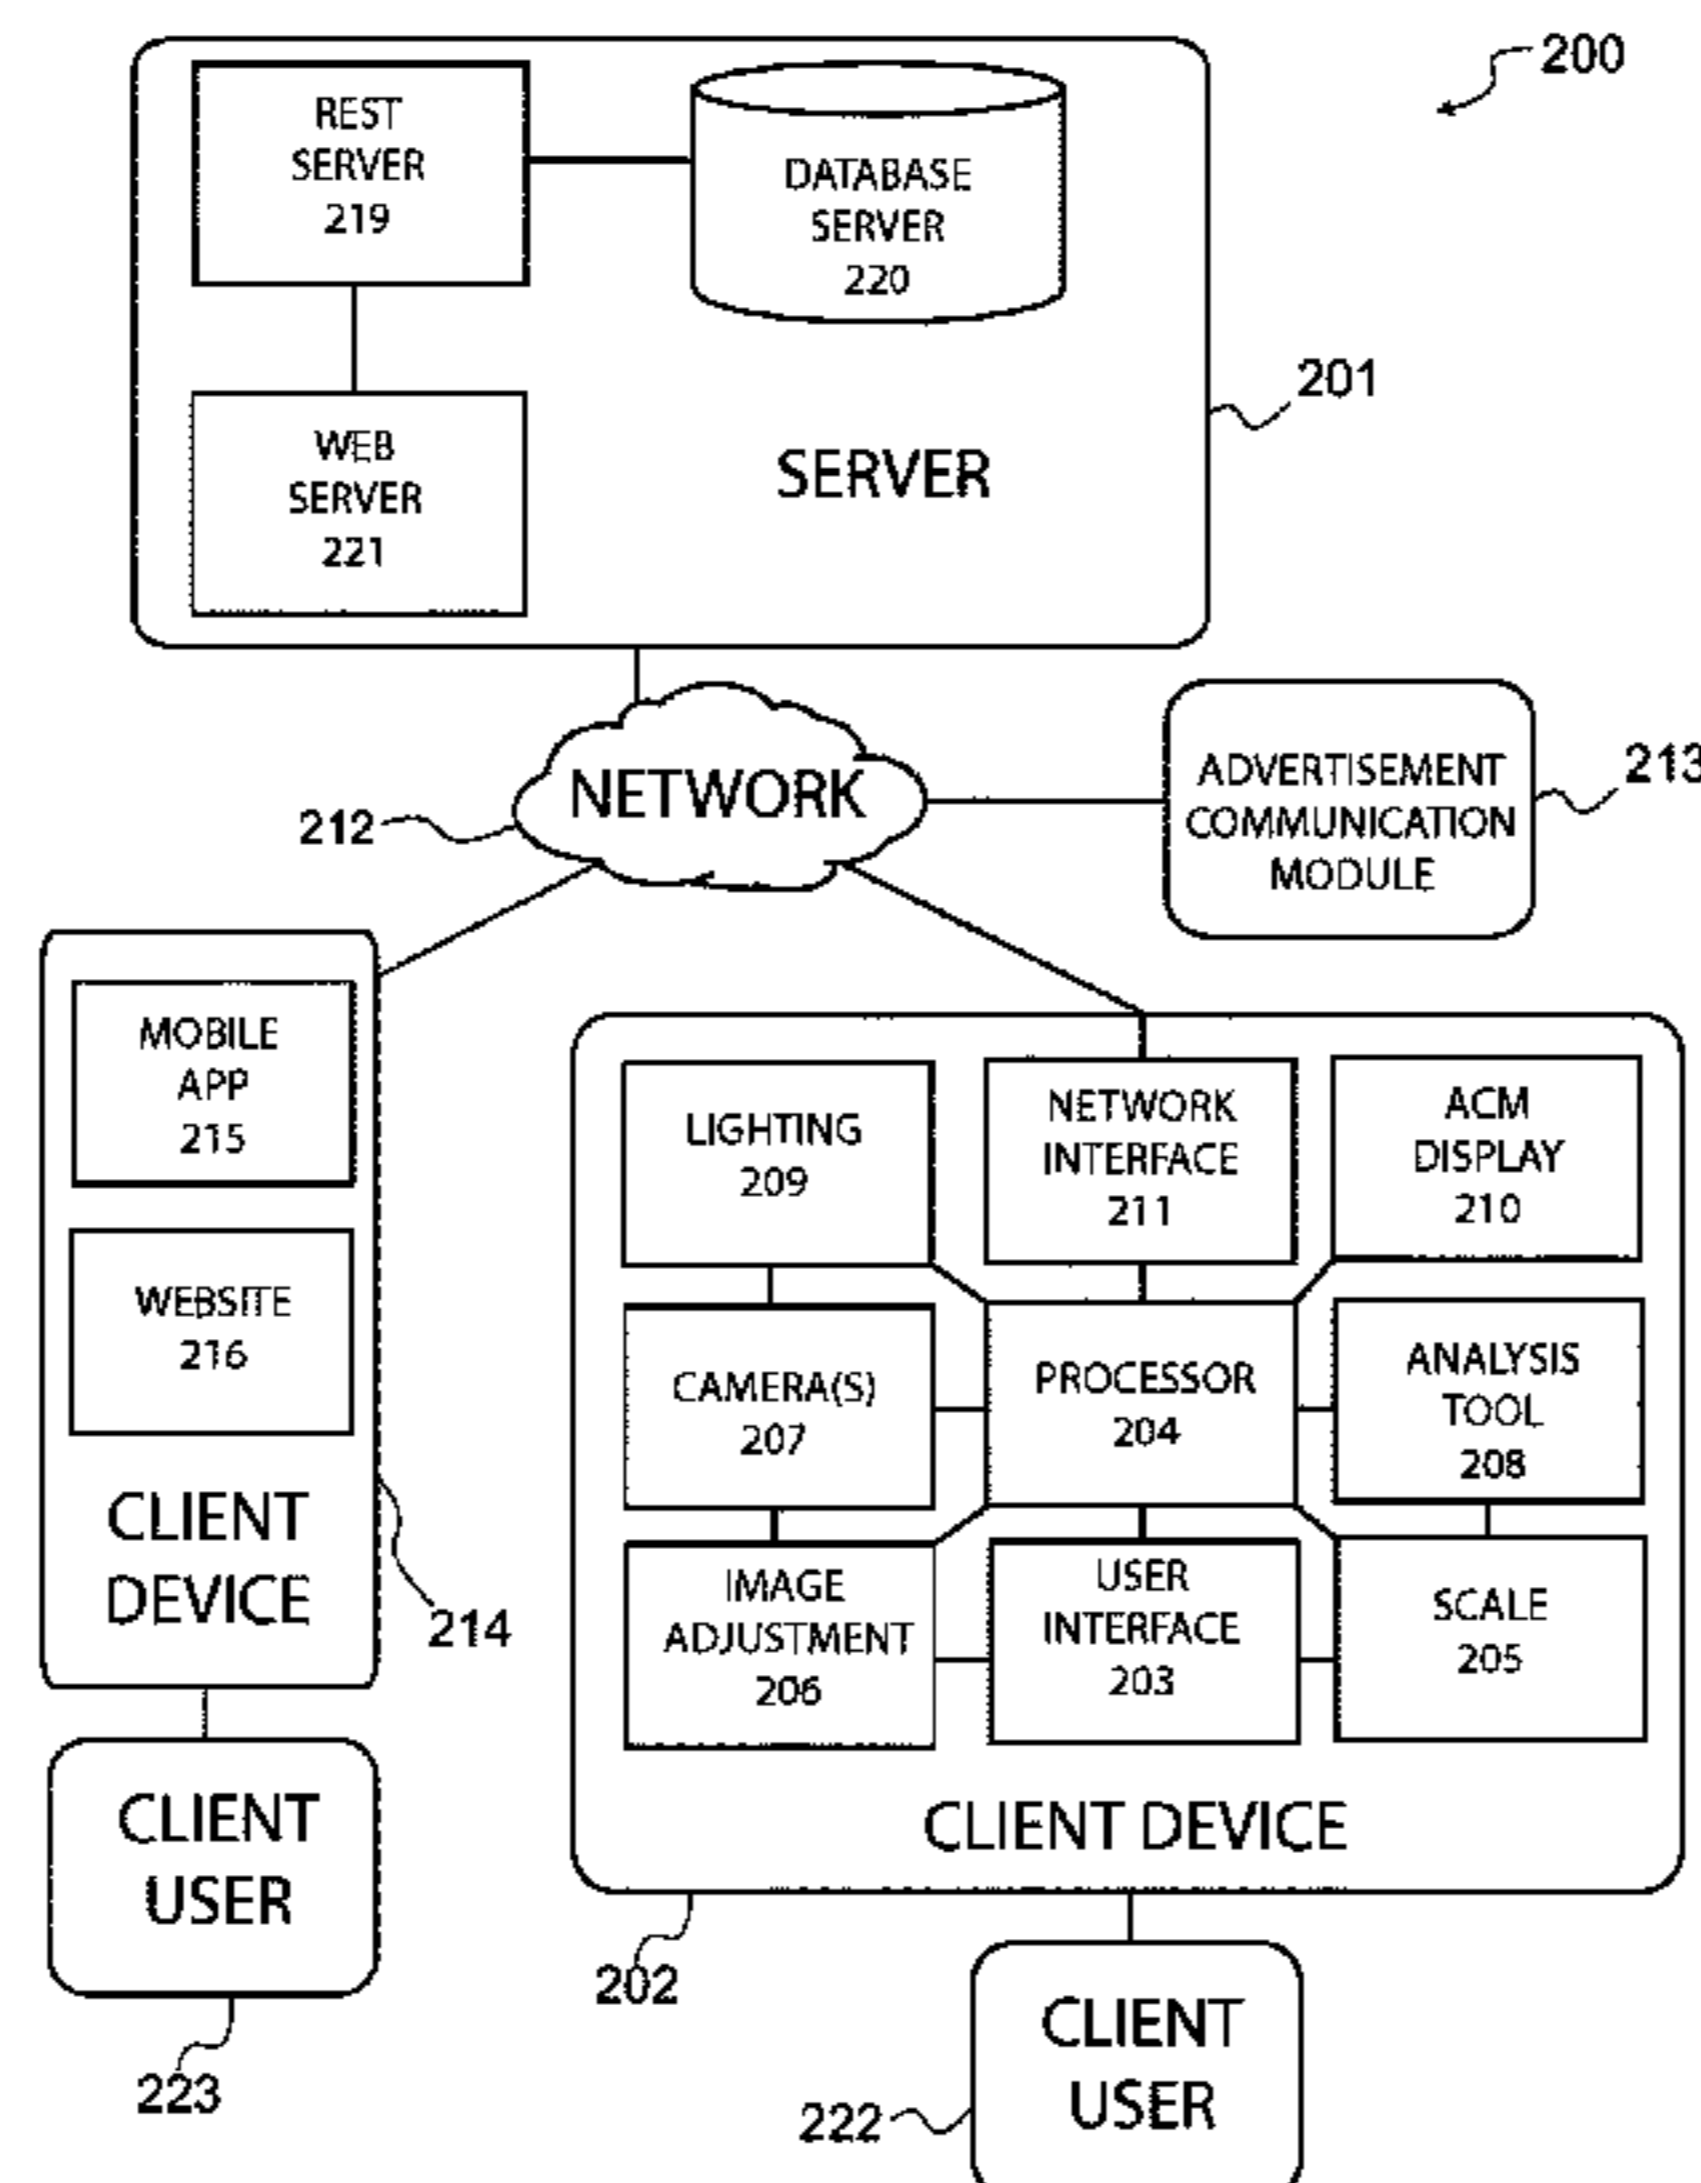 200
REST
SERVER
219
DATABASE
SERVER
220
201
WEB
SERVER
221
SERVER
NETWORK
212
ADVERTISEMENT
COMMUNICATION
MODULE
213
MOBILE
APP
215
WEBSITE
216
CLIENT
DEVICE
214
LIGHTING
209
NETWORK
INTERFACE
211
ACM
DISPLAY
210
CAMERA(S)
207
PROCESSOR
204
ANALYSIS
TOOL
208
IMAGE
ADJUSTMENT
206
USER
INTERFACE
203
SCALE
205
CLIENT DEVICE
202
CLIENT
USER
223
CLIENT
USER
222